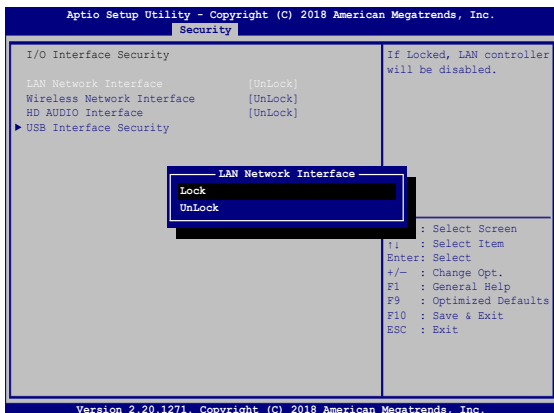 Aptio Setup Utility - Copyright (C) 2018 American Megatrends, Inc.
Security
I/O Interface Security
LAN Network Interface [UnLock]
Wireless Network Interface [UnLock]
HD AUDIO Interface [UnLock]
USB Interface Security
If Locked, LAN controller
will be disabled.
LAN Network Interface
Lock
UnLock
: Select Screen
↑↓ : Select Item
Enter: Select
+/— : Change Opt.
F1 : General Help
F9 : Optimized Defaults
F10 : Save & Exit
ESC : Exit
Version 2.20.1271. Copyright (C) 2018 American Megatrends, Inc.